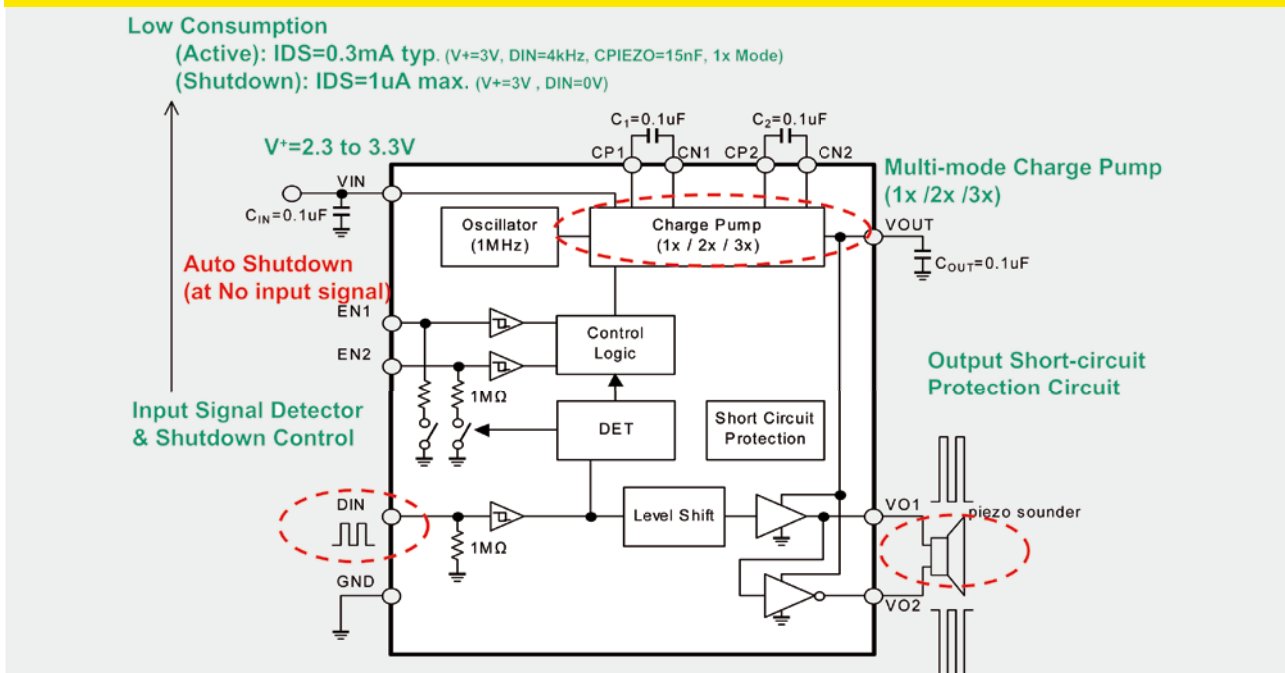 Low Consumption
(Active): IDS=0.3mA typ. (V+=3V, DIN=4kHz, CPIEZO=15nF, 1x Mode)
(Shutdown): IDS=1uA max. (V+=3V , DIN=0V)
C1=0.1uF
C2=0.1uF
V+=2.3 to 3.3V
CP1
CN1
CP2
CN2
Multi-mode Charge Pump
(1x /2x /3x)
VIN
CIN=0.1uF
Oscillator
(1MHz)
Charge Pump
(1x / 2x / 3x)
VOUT
COUT=0.1uF
Auto Shutdown
(at No input signal)
EN1
EN2
Control
Logic
Output Short-circuit
Protection Circuit
1MΩ
Input Signal Detector
& Shutdown Control
DET
Short Circuit
Protection
DIN
1MΩ
Level Shift
VO1
piezo sounder
GND
VO2